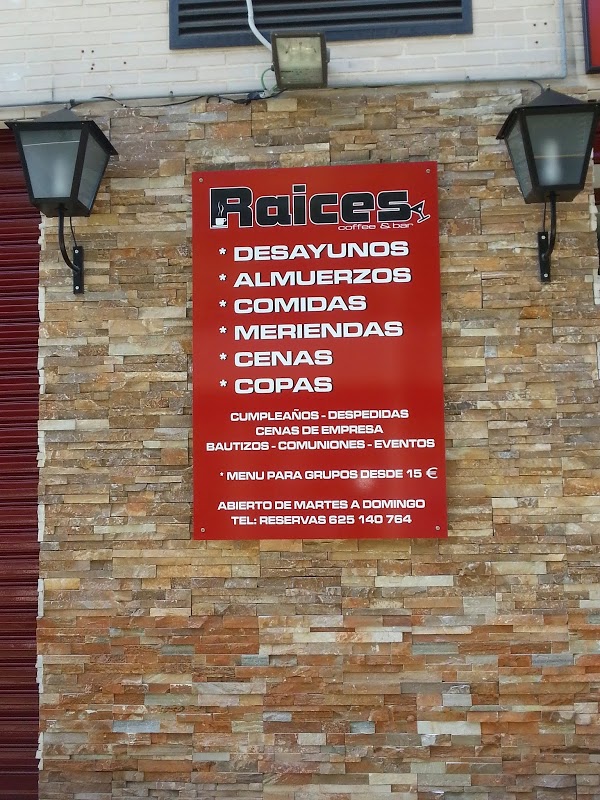 Raices
coffee & bar
* DESAYUNOS
* ALMUERZOS
* COMIDAS
* MERIENDAS
* CENAS
* COPAS
CUMPLEAÑOS - DESPEDIDAS
CENAS DE EMPRESA
BAUTIZOS - COMUNIONES - EVENTOS
* MENU PARA GRUPOS DESDE 15 €
ABIERTO DE MARTES A DOMINGO
TEL: RESERVAS 625 140 764